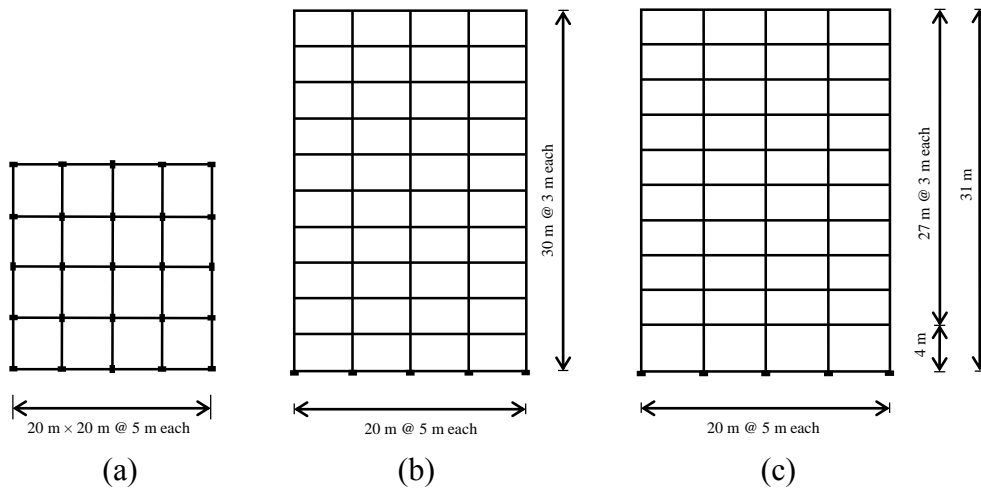 20 m × 20 m @ 5 m each
(a)
30 m @ 3 m each
20 m @ 5 m each
(b)
27 m @ 3 m each
31 m
4 m
20 m @ 5 m each
(c)